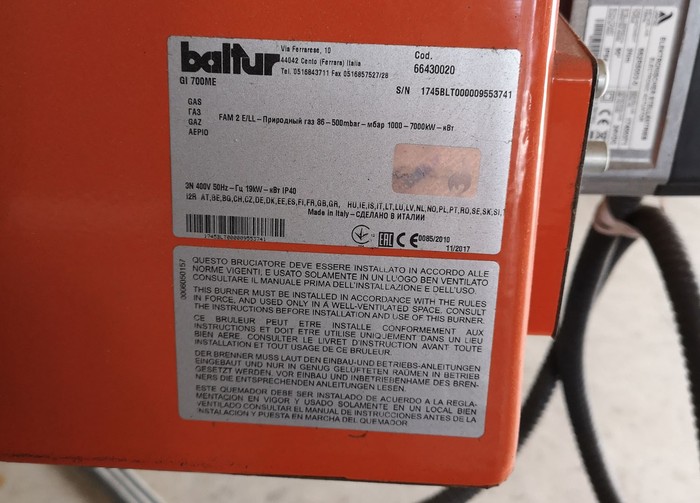 baltur
Via Ferrarese, 10
44042 Cento (Ferrara) Italia
Tel. 0516843711 Fax 0516857527/28
Cod.
66430020
GI 700ME
S/N 1745BLT000009553741
GAS
ГАЗ
GAZ
ΑΕΡΙΟ
FAM 2 E/LL-Природный газ 86-500mbar-мбар 1000-7000kW-кВт
3N 400V 50Hz-Гц 19kW-кВт IP40
I2R AT,BE,BG,CH,CZ,DE,DK,EE,ES,FI,FR,GB,GR, HU,IE,IS,IT,LT,LU,LV,NL,NO,PL,PT,RO,SE,SK,SI,
Made in Italy-СДЕЛАНО В ИТАЛИИ
1745BLT000009553741
EAC CE 0085/2010
11/2017
0006050157
QUESTO BRUCIATORE DEVE ESSERE INSTALLATO IN ACCORDO ALLE
NORME VIGENTI, E USATO SOLAMENTE IN UN LUOGO BEN VENTILATO
CONSULTARE IL MANUALE PRIMA DELL'INSTALLAZIONE E DELL'USO.
THIS BURNER MUST BE INSTALLED IN ACCORDANCE WITH THE RULES
IN FORCE, AND USED ONLY IN A WELL-VENTILATED SPACE. CONSULT
THE INSTRUCTIONS BEFORE INSTALLATION AND USE OF THIS BURNER.
CE BRULEUR PEUT ETRE INSTALLE CONFORMEMENT AUX
INSTRUCTIONS ET DOIT ETRE UTILISE UNIQUEMENT DANS UN LIEU
BIEN AERE. CONSULTER LE LIVRET D'INSTRUCTION AVANT TOUTE
INSTALLATION ET TOUT USAGE DE CE BRULEUR.
DER BRENNER MUSS LAUT DEN EINBAU-UND BETRIEBS-ANLEITUNGEN
EINGEBAUT UND NUR IN GENUG GELÜFTETEN RÄUMEN IN BETRIEB
GESETZT WERDEN. VOR EINBAU UND INBETRIEBENHAME DES BREN-
NERS DIE ENTSPRECHENDEN ANLEITUNGEN LESEN.
ESTE QUEMADOR DEBE SER INSTALADO DE ACUERDO A LA REGLA-
MENTACION EN VIGOR Y USADO SOLAMENTE EN UN LOCAL BIEN
VENTILADO CONSULTAR EL MANUAL DE INSTRUCCIONES ANTES DE LA
INSTALACION Y PUESTA EN MARCHA DEL QUEMADOR